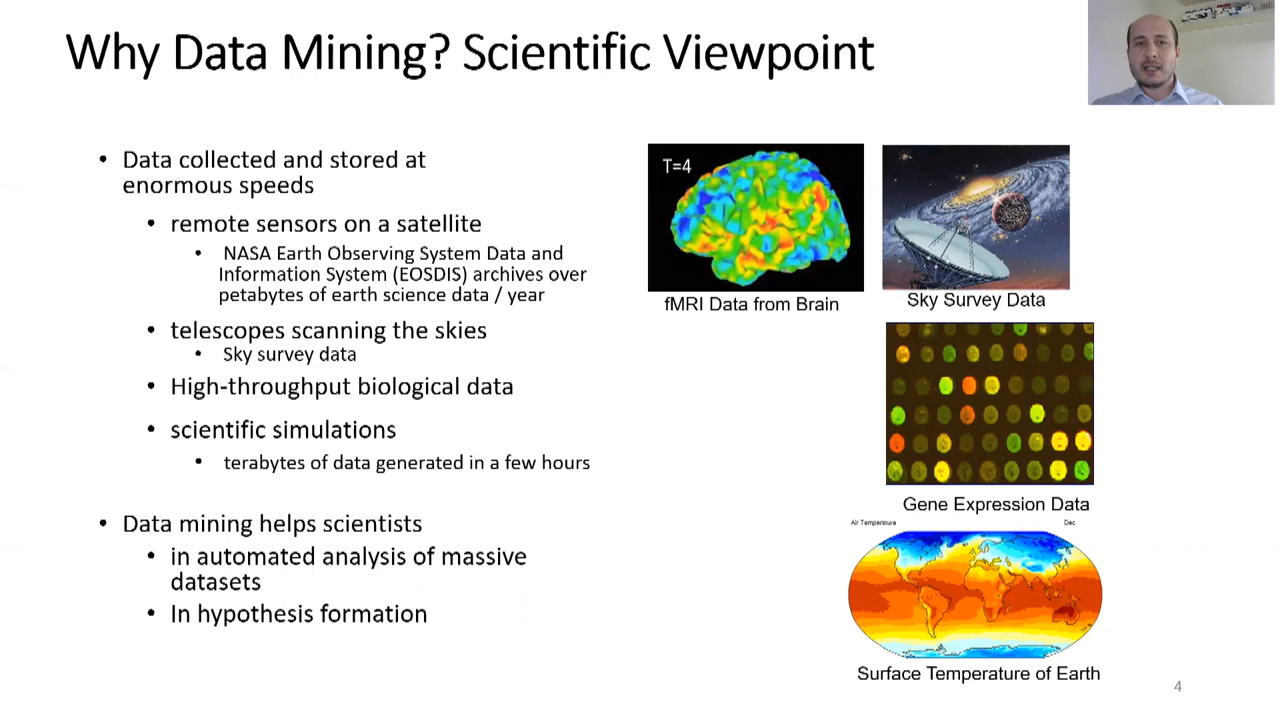 Why Data Mining? Scientific Viewpoint
• Data collected and stored at
enormous speeds
• remote sensors on a satellite
• NASA Earth Observing System Data and
Information System (EOSDIS) archives over
petabytes of earth science data / year
• telescopes scanning the skies
• Sky survey data
• High-throughput biological data
• scientific simulations
• terabytes of data generated in a few hours
• Data mining helps scientists
• in automated analysis of massive
datasets
• In hypothesis formation
T=4
fMRI Data from Brain
Sky Survey Data
Gene Expression Data
Air Temperature
Dec
Surface Temperature of Earth
4